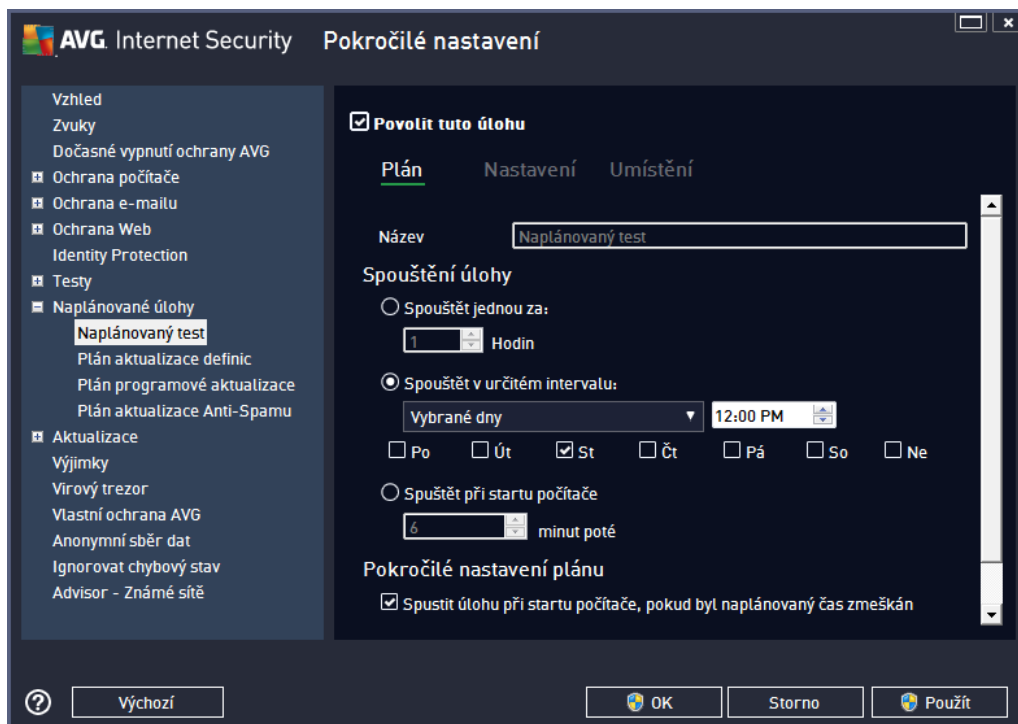 AVG. Internet Security Pokročilé nastavení
Vzhled
Zvuky
Dočasné vypnutí ochrany AVG
Ochrana počítače
Ochrana e-mailu
Ochrana Web
Identity Protection
Testy
Naplánované úlohy
Naplánovaný test
Plán aktualizace definic
Plán programové aktualizace
Plán aktualizace Anti-Spamu
Aktualizace
Výjimky
Virový trezor
Vlastní ochrana AVG
Anonymní sběr dat
Ignorovat chybový stav
Advisor - Známé sítě
Povolit tuto úlohu
Plán Nastavení Umístění
Název Naplánovaný test
Spouštění úlohy
Spouštět jednou za:
1 Hodin
Spouštět v určitém intervalu:
Vybrané dny 12:00 PM
Po Út St Čt Pá So Ne
Spuštět při startu počítače
6 minut poté
Pokročilé nastavení plánu
Spustit úlohu při startu počítače, pokud byl naplánovaný čas zmeškán
? Výchozí OK Storno Použít